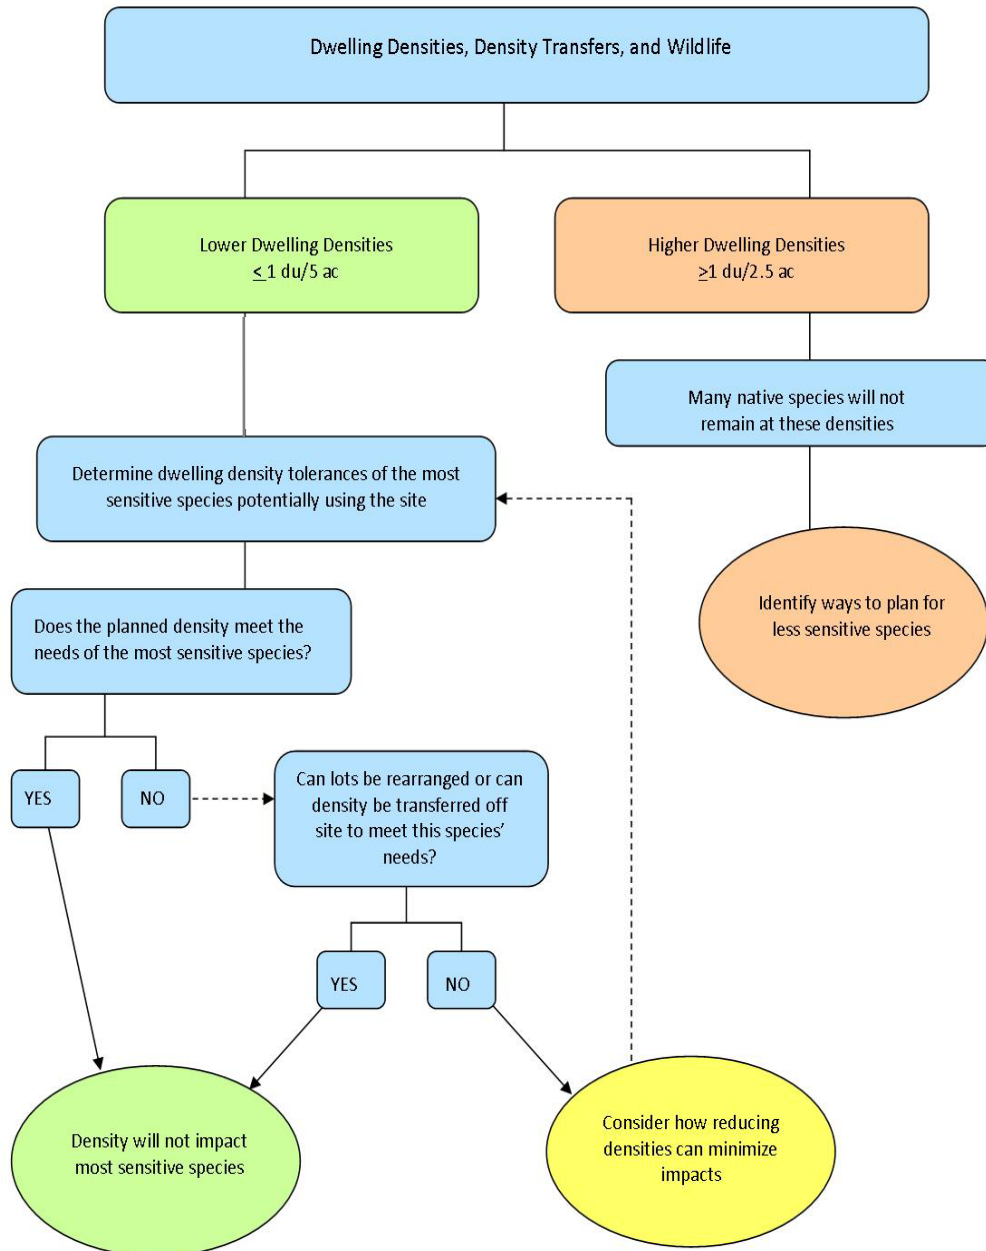 Dwelling Densities, Density Transfers, and Wildlife
Lower Dwelling Densities
≤ 1 du/5 ac
Higher Dwelling Densities
≥1 du/2.5 ac
Many native species will not
remain at these densities
Determine dwelling density tolerances of the most
sensitive species potentially using the site
Identify ways to plan for
less sensitive species
Does the planned density meet the
needs of the most sensitive species?
YES
NO
Can lots be rearranged or can
density be transferred off
site to meet this species’
needs?
YES
NO
Density will not impact
most sensitive species
Consider how reducing
densities can minimize
impacts